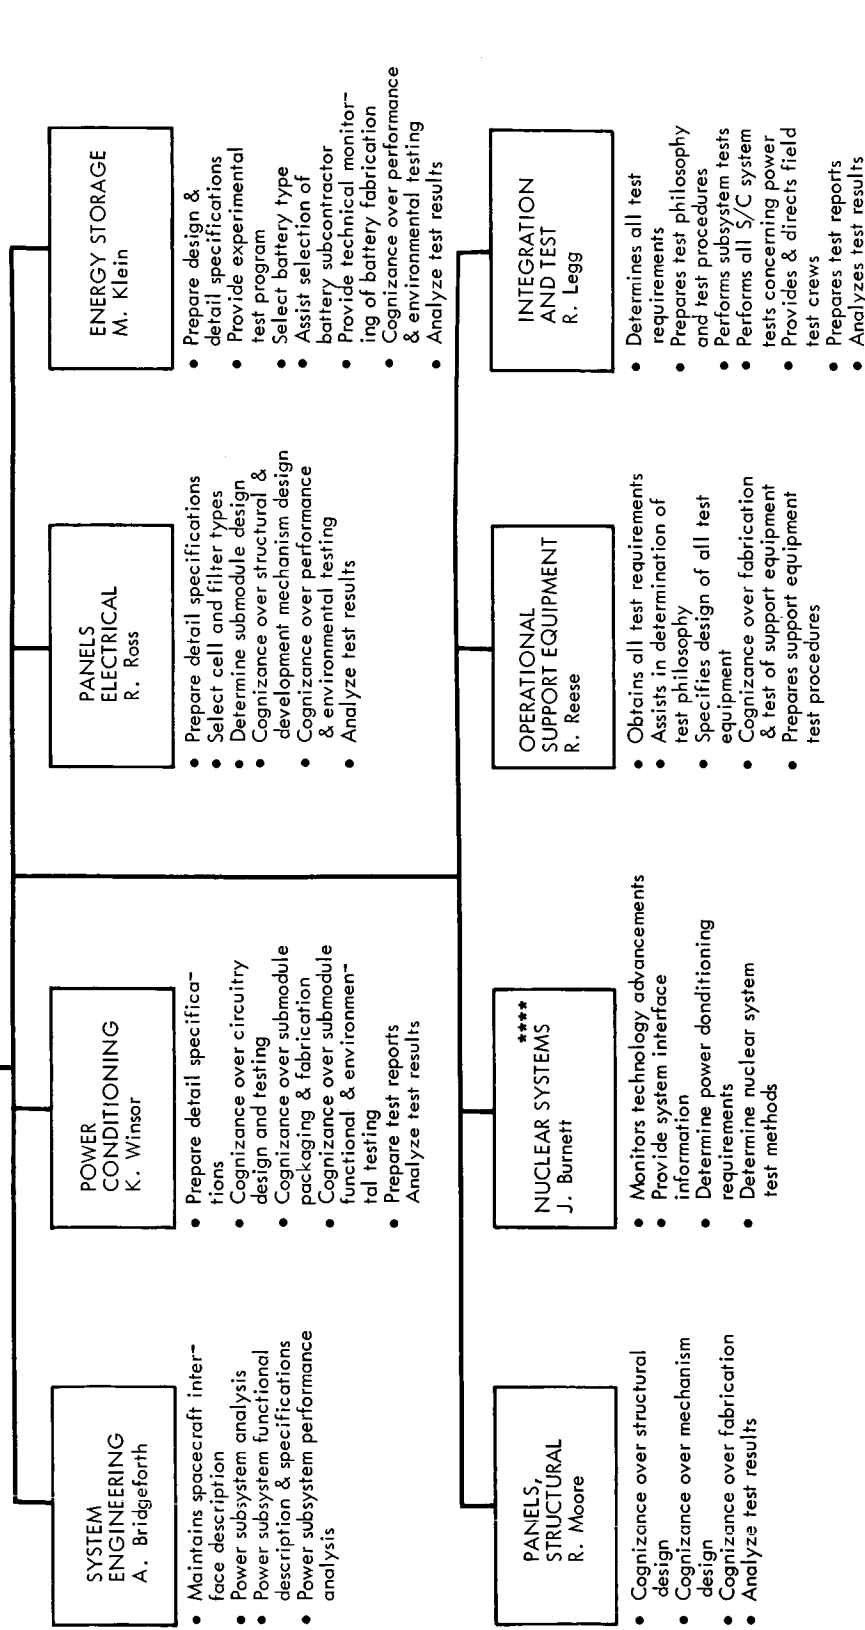 SYSTEM
ENGINEERING
A. Bridgeforth
• Maintains spacecraft inter-
face description
• Power subsystem analysis
• Power subsystem functional
description & specifications
• Power subsystem performance
analysis
POWER
CONDITIONING
K. Winsor
• Prepare detail specifica-
tions
• Cognizance over circuitry
design and testing
• Cognizance over submodule
packaging & fabrication
• Cognizance over submodule
functional & environmen-
tal testing
• Prepare test reports
Analyze test results
PANELS
ELECTRICAL
R. Ross
• Prepare detail specifications
• Select cell and filter types
• Determine submodule design
• Cognizance over structural &
development mechanism design
• Cognizance over performance
& environmental testing
• Analyze test results
ENERGY STORAGE
M. Klein
• Prepare design &
detail specifications
• Provide experimental
test program
• Select battery type
• Assist selection of
battery subcontractor
• Provide technical monitor-
ing of battery fabrication
• Cognizance over performance
& environmental testing
• Analyze test results
PANELS,
STRUCTURAL
R. Moore
• Cognizance over structural
design
• Cognizance over mechanism
design
• Cognizance over fabrication
• Analyze test results
****
NUCLEAR SYSTEMS
J. Burnett
• Monitors technology advancements
• Provide system interface
information
• Determine power donditioning
requirements
• Determine nuclear system
test methods
OPERATIONAL
SUPPORT EQUIPMENT
R. Reese
• Obtains all test requirements
• Assists in determination of
test philosophy
• Specifies design of all test
equipment
• Cognizance over fabrication
& test of support equipment
• Prepares support equipment
test procedures
INTEGRATION
AND TEST
R. Legg
• Determines all test
requirements
• Prepares test philosophy
and test procedures
• Performs subsystem tests
• Performs all S/C system
tests concerning power
• Provides & directs field
test crews
• Prepares test reports
• Analyzes test results